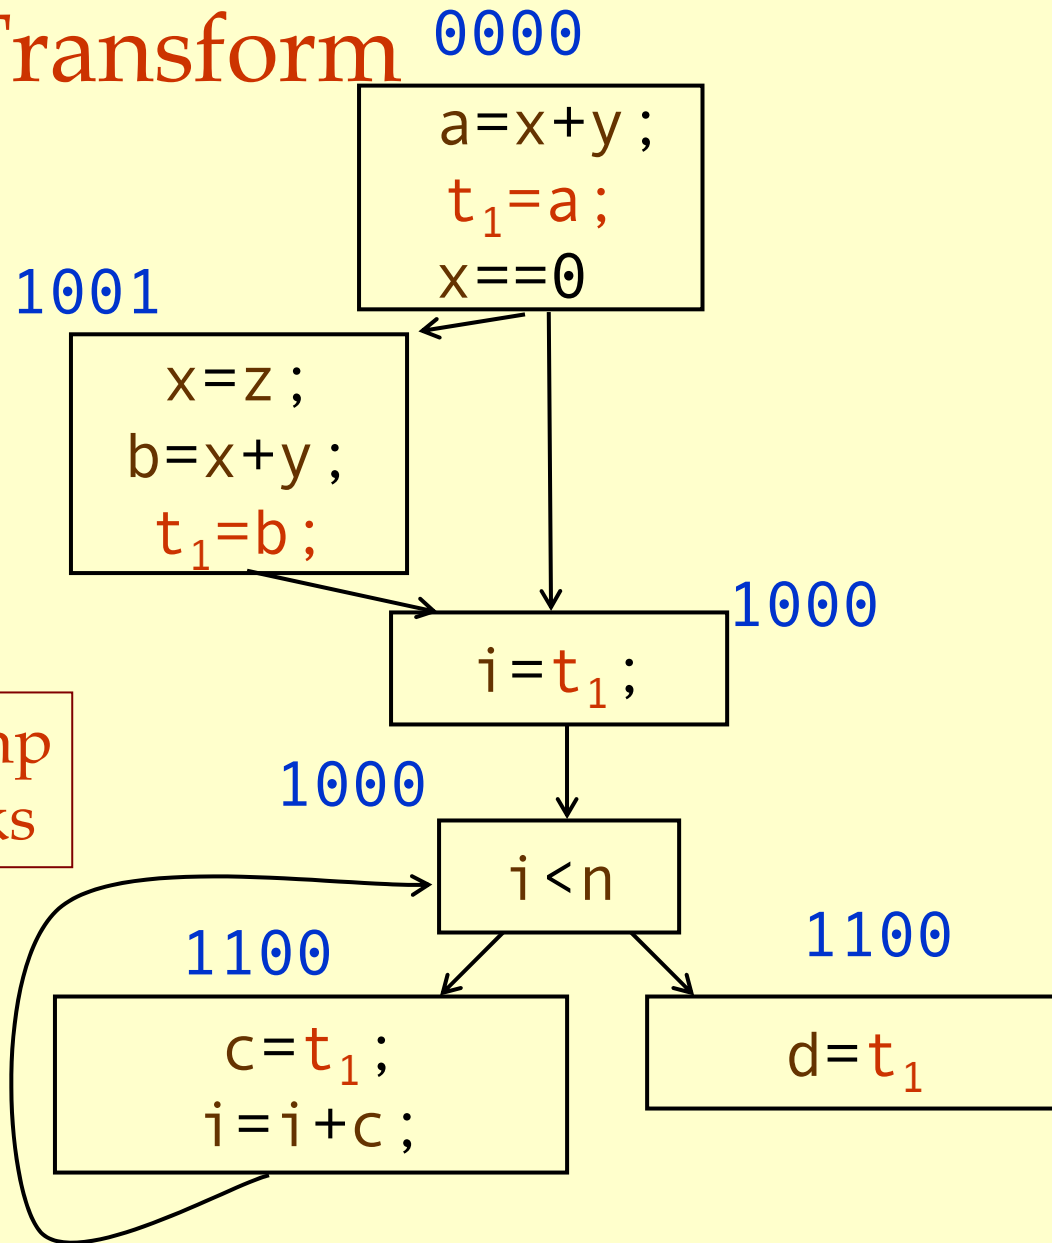 Transform
0000
a=x+y;
t₁=a;
x==0
1001
x=z;
b=x+y;
t₁=b;
1000
i=t₁;
1000
i<n
1100
c=t₁;
i=i+c;
1100
d=t₁